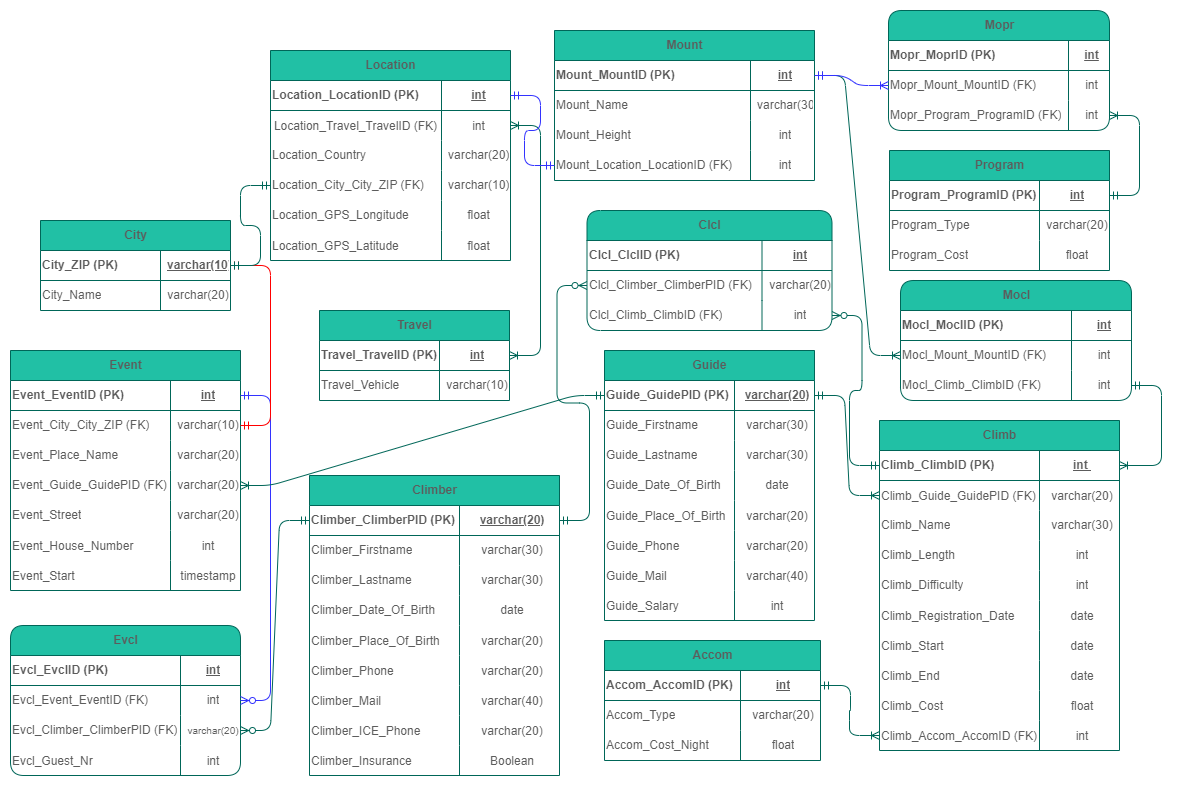 Location
Location_LocationID (PK) int
Location_Travel_TravelID (FK) int
Location_Country varchar(20)
Location_City_City_ZIP (FK) varchar(10)
Location_GPS_Longitude float
Location_GPS_Latitude float
Mount
Mount_MountID (PK) int
Mount_Name varchar(30
Mount_Height int
Mount_Location_LocationID (FK) int
Mopr
Mopr_MoprID (PK) int
Mopr_Mount_MountID (FK) int
Mopr_Program_ProgramID (FK) int
Program
Program_ProgramID (PK) int
Program_Type varchar(20)
Program_Cost float
City
City_ZIP (PK) varchar(10
City_Name varchar(20)
Clcl
Clcl_ClclID (PK) int
Clcl_Climber_ClimberPID (FK) varchar(20)
Clcl_Climb_ClimbID (FK) int
Mocl
Mocl_MoclID (PK) int
Mocl_Mount_MountID (FK) int
Mocl_Climb_ClimbID (FK) int
Travel
Travel_TravelID (PK) int
Travel_Vehicle varchar(10)
Event
Event_EventID (PK) int
Event_City_City_ZIP (FK) varchar(10)
Event_Place_Name varchar(20)
Event_Guide_GuidePID (FK) varchar(20)
Event_Street varchar(20)
Event_House_Number int
Event_Start timestamp
Guide
Guide_GuidePID (PK) varchar(20)
Guide_Firstname varchar(30)
Guide_Lastname varchar(30)
Guide_Date_Of_Birth date
Guide_Place_Of_Birth varchar(20)
Guide_Phone varchar(20)
Guide_Mail varchar(40)
Guide_Salary int
Climb
Climb_ClimbID (PK) int
Climb_Guide_GuidePID (FK) varchar(20)
Climb_Name varchar(30)
Climb_Length int
Climb_Difficulty int
Climb_Registration_Date date
Climb_Start date
Climb_End date
Climb_Cost float
Climb_Accom_AccomID (FK) int
Climber
Climber_ClimberPID (PK) varchar(20)
Climber_Firstname varchar(30)
Climber_Lastname varchar(30)
Climber_Date_Of_Birth date
Climber_Place_Of_Birth varchar(20)
Climber_Phone varchar(20)
Climber_Mail varchar(40)
Climber_ICE_Phone varchar(20)
Climber_Insurance Boolean
Evcl
Evcl_EvclID (PK) int
Evcl_Event_EventID (FK) int
Evcl_Climber_ClimberPID (FK) varchar(20)
Evcl_Guest_Nr int
Accom
Accom_AccomID (PK) int
Accom_Type varchar(20)
Accom_Cost_Night float